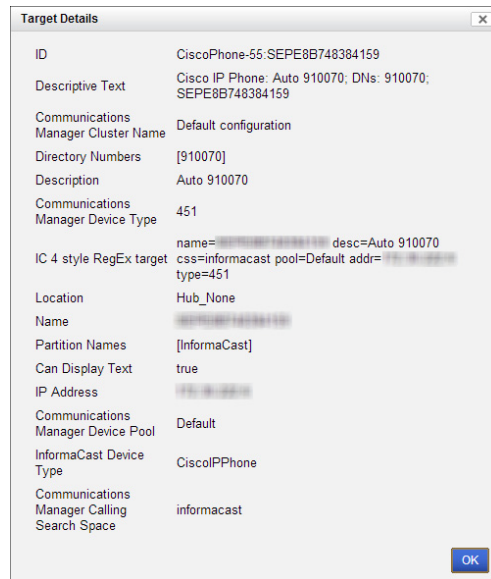 Target Details
ID CiscoPhone-55:SEPE8B748384159
Descriptive Text Cisco IP Phone: Auto 910070; DNs: 910070;
SEPE8B748384159
Communications
Manager Cluster Name Default configuration
Directory Numbers [910070]
Description Auto 910070
Communications
Manager Device Type 451
name= desc=Auto 910070
IC 4 style RegEx target css=informacast pool=Default addr=
type=451
Location Hub_None
Name
Partition Names [InformaCast]
Can Display Text true
IP Address
Communications
Manager Device Pool Default
InformaCast Device
Type CiscoIPPhone
Communications
Manager Calling informacast
Search Space
OK